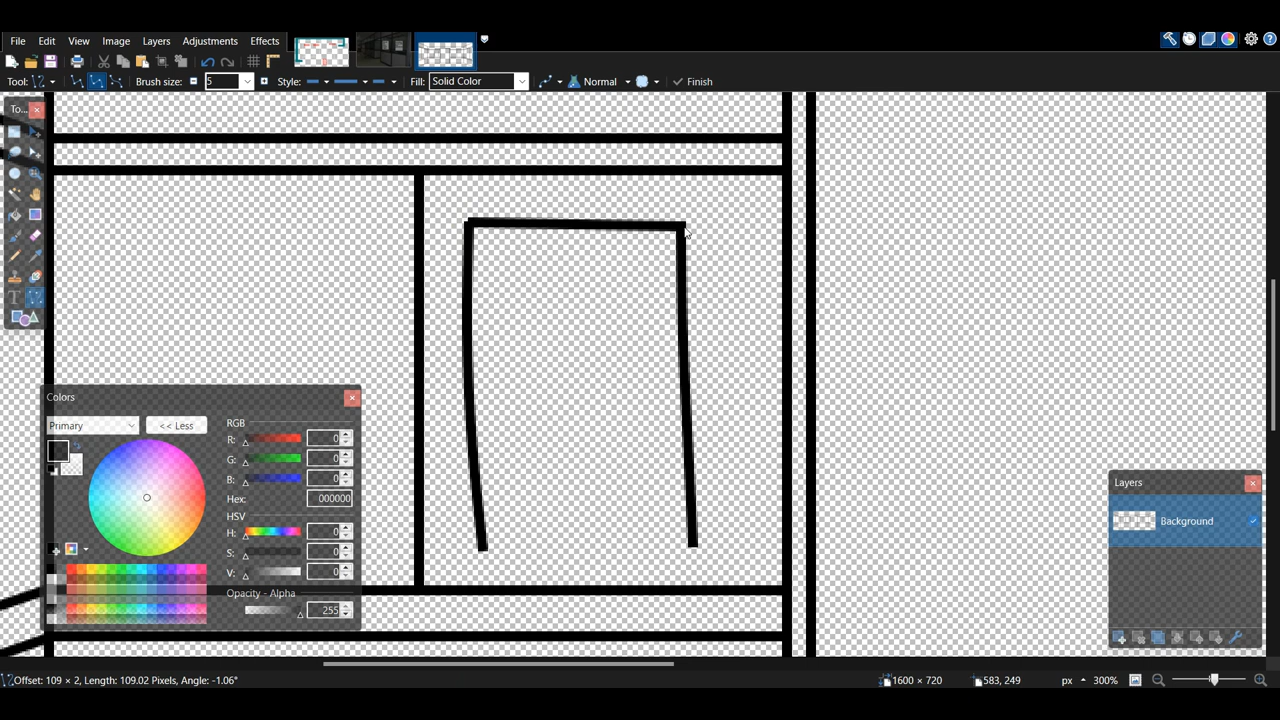 File Edit View Image Layers Adjustments Effects
Tool: Brush size: 5 Style: Fill: Solid Color Normal Finish
To...
Colors
Primary << Less
RGB
R: 0
G: 0
B: 0
Hex: 000000
HSV
H: 0
S: 0
V: 0
Opacity - Alpha
255
Layers
Background
Offset: 109 × 2, Length: 109.02 Pixels, Angle: -1.06° 1600 × 720 583, 249 px 300%